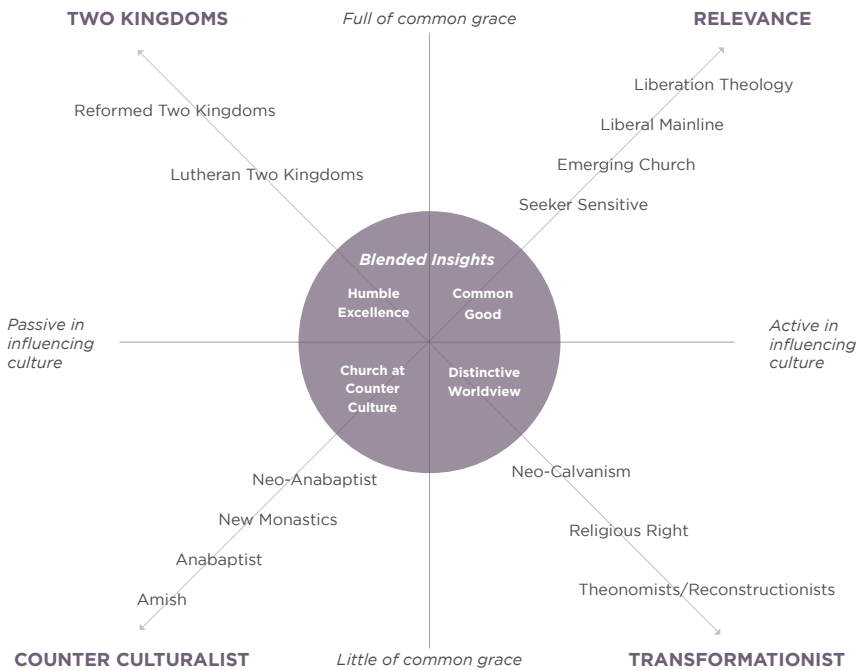 TWO KINGDOMS
Full of common grace
RELEVANCE
Liberation Theology
Reformed Two Kingdoms
Liberal Mainline
Emerging Church
Lutheran Two Kingdoms
Seeker Sensitive
Blended Insights
Humble
Excellence
Common
Good
Passive in
influencing
culture
Active in
influencing
culture
Church at
Counter
Culture
Distinctive
Worldview
Neo-Anabaptist
Neo-Calvanism
New Monastics
Religious Right
Anabaptist
Theonomists/Reconstructionists
Amish
COUNTER CULTURALIST
Little of common grace
TRANSFORMATIONIST